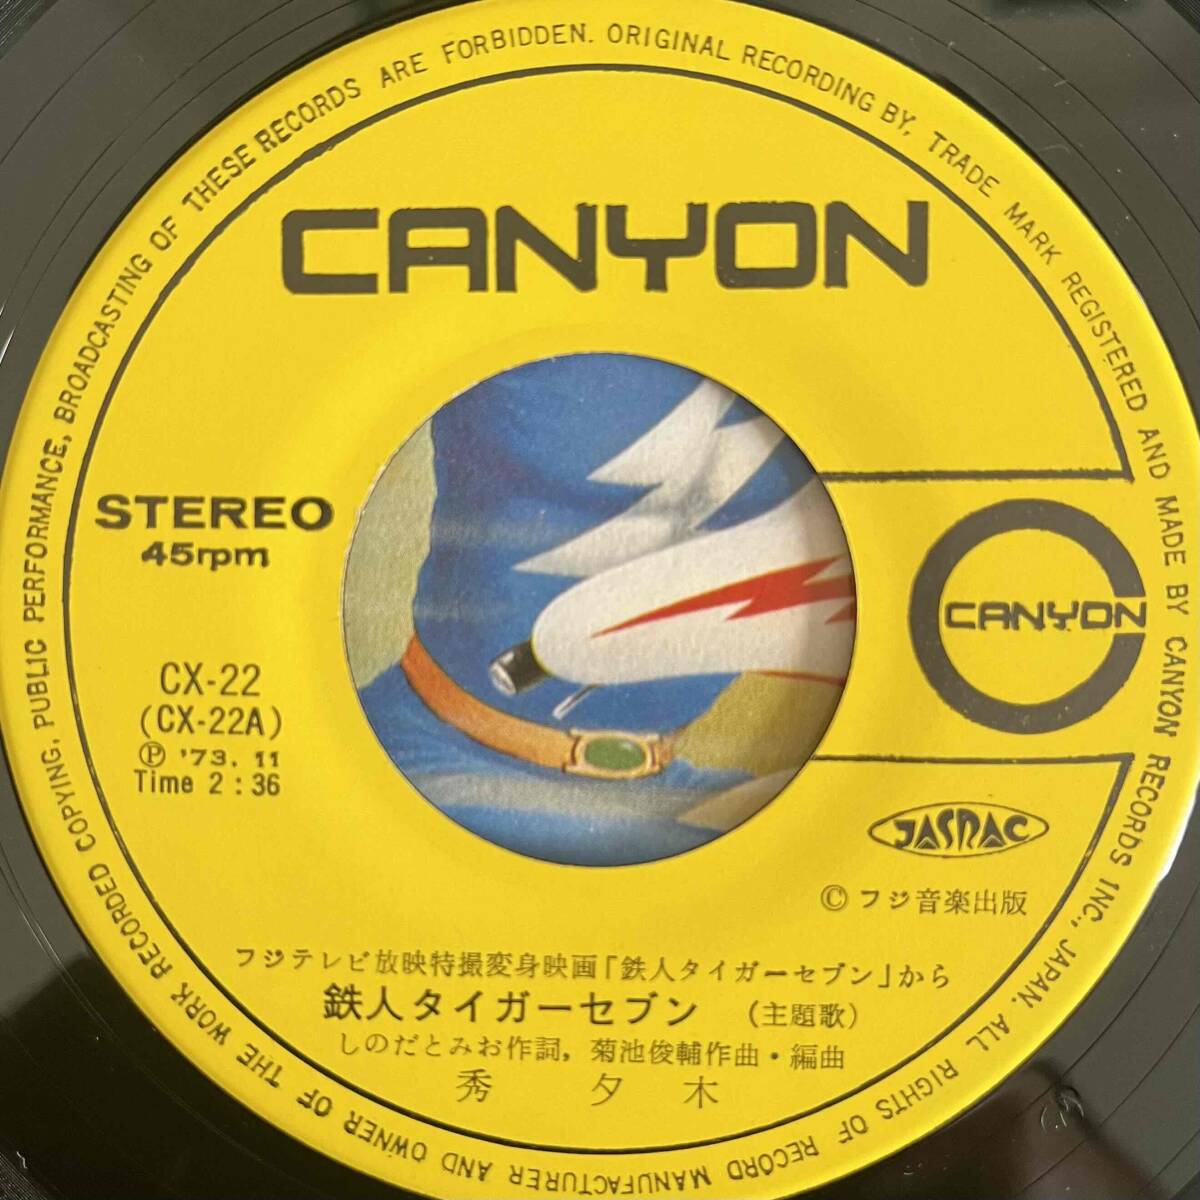 CANYON
STEREO
45rpm
CX-22
(CX-22A)
Ⓟ '73.11
Time 2:36
CANYON
JASRAC
© フジ音楽出版
フジテレビ放映特撮変身映画「鉄人タイガーセブン」から
鉄人タイガーセブン (主題歌)
しのだとみお作詞，菊池俊輔作曲・編曲
秀夕木
ORIGINAL RECORDING BY, TRADE MARK REGISTERED AND MADE BY CANYON RECORDS INC., JAPAN. ALL RIGHTS OF RECORD MANUFACTURER AND OWNER OF THE WORK RECORDED COPYING, PUBLIC PERFORMANCE, BROADCASTING OF THESE RECORDS ARE FORBIDDEN.